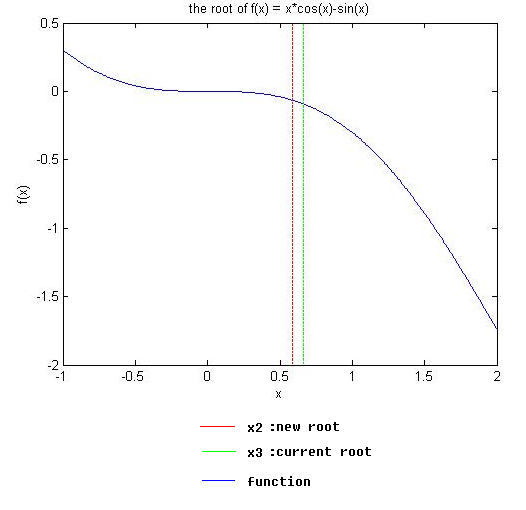 the root of f(x) = x*cos(x)-sin(x)
0.5
0
-0.5
-1
-1.5
-2
f(x)
-1 -0.5 0 0.5 1 1.5 2
x
x2 :new root
x3 :current root
function